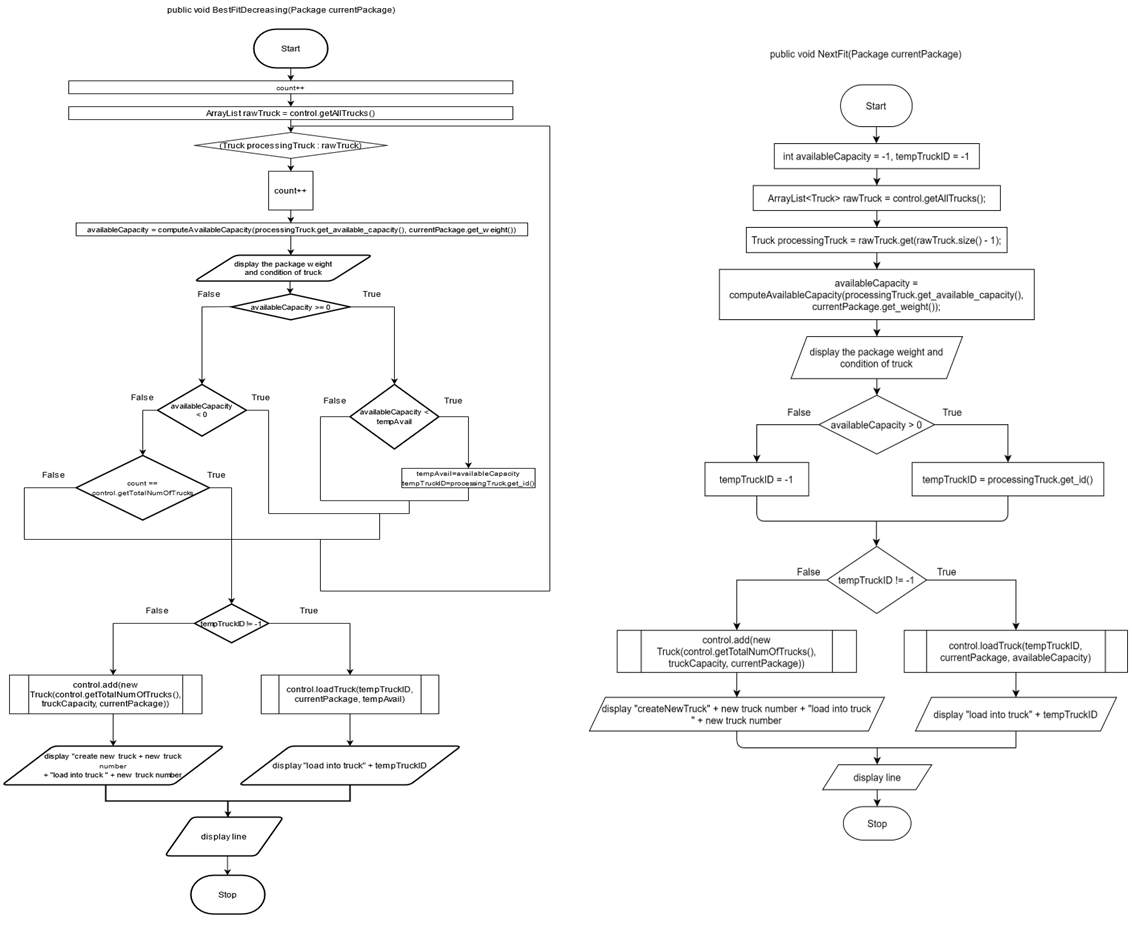 public void BestFitDecreasing(Package currentPackage)
Start
count++
ArrayList rawTruck = control.getAllTrucks()
(Truck processingTruck : rawTruck)
count++
availableCapacity = computeAvailableCapacity(processingTruck.get_available_capacity(), currentPackage.get_weight())
display the package weight
and condition of truck
False
True
availableCapacity >= 0
False
True
availableCapacity
< 0
False
True
availableCapacity <
tempAvail
tempAvail=availableCapacity
tempTruckID=processingTruck.get_id()
False
True
count ==
control.getTotalNumOfTrucks
False
True
tempTruckID != -1
control.add(new
Truck(control.getTotalNumOfTrucks(),
truckCapacity, currentPackage))
control.loadTruck(tempTruckID,
currentPackage, tempAvail)
display "create new truck + new truck
number
+ "load into truck " + new truck number
display "load into truck" + tempTruckID
display line
Stop
public void NextFit(Package currentPackage)
Start
int availableCapacity = -1, tempTruckID = -1
ArrayList<Truck> rawTruck = control.getAllTrucks();
Truck processingTruck = rawTruck.get(rawTruck.size() - 1);
availableCapacity =
computeAvailableCapacity(processingTruck.get_available_capacity(),
currentPackage.get_weight());
display the package weight and
condition of truck
False
True
availableCapacity > 0
tempTruckID = -1
tempTruckID = processingTruck.get_id()
False
True
tempTruckID != -1
control.add(new
Truck(control.getTotalNumOfTrucks(),
truckCapacity, currentPackage))
control.loadTruck(tempTruckID,
currentPackage, availableCapacity)
display "createNewTruck" + new truck number + "load into truck
" + new truck number
display "load into truck" + tempTruckID
display line
Stop